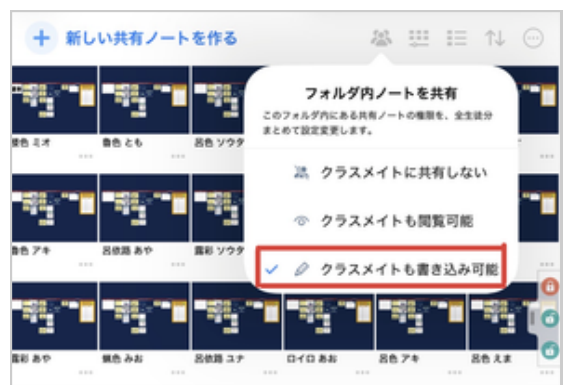 新しい共有ノートを作る
フォルダ内ノートを共有
このフォルダ内にある共有ノートの権限を、全生徒分
まとめて設定変更します。
クラスメイトに共有しない
クラスメイトも閲覧可能
クラスメイトも書き込み可能
色 ミオ
魯色 とも
呂色 ソウタ
魯色 アキ
呂依路 あや
露彩 ソウタ
露彩 あや
蝋色 みお
呂依路 ユナ
ロイロ あお
呂色 アキ
呂色 えま